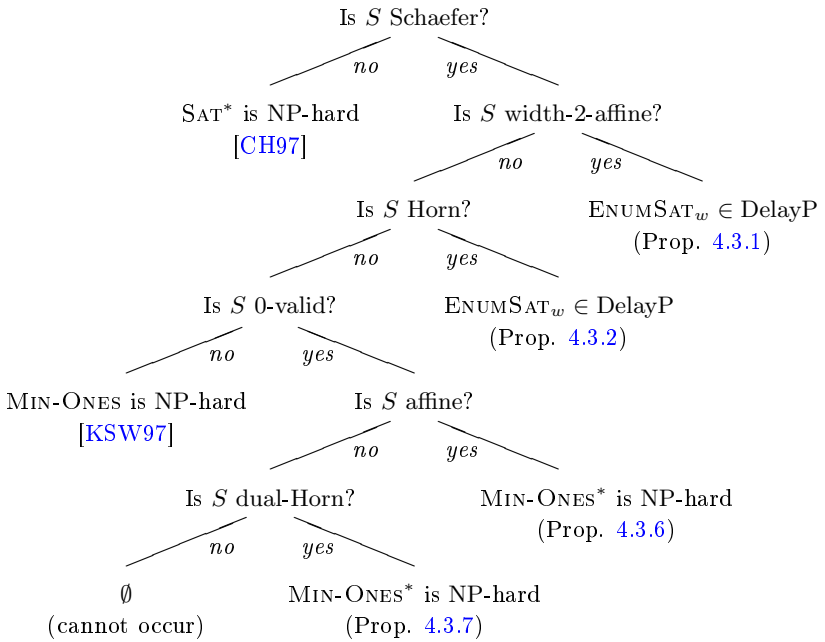 Is S Schaefer?
no yes
SAT* is NP-hard
[CH97]
Is S width-2-affine?
no yes
Is S Horn?
ENUMSATw ∈ DelayP
(Prop. 4.3.1)
no yes
Is S 0-valid?
ENUMSATw ∈ DelayP
(Prop. 4.3.2)
no yes
MIN-ONES is NP-hard
[KSW97]
Is S affine?
no yes
Is S dual-Horn?
MIN-ONES* is NP-hard
(Prop. 4.3.6)
no yes
∅
(cannot occur)
MIN-ONES* is NP-hard
(Prop. 4.3.7)